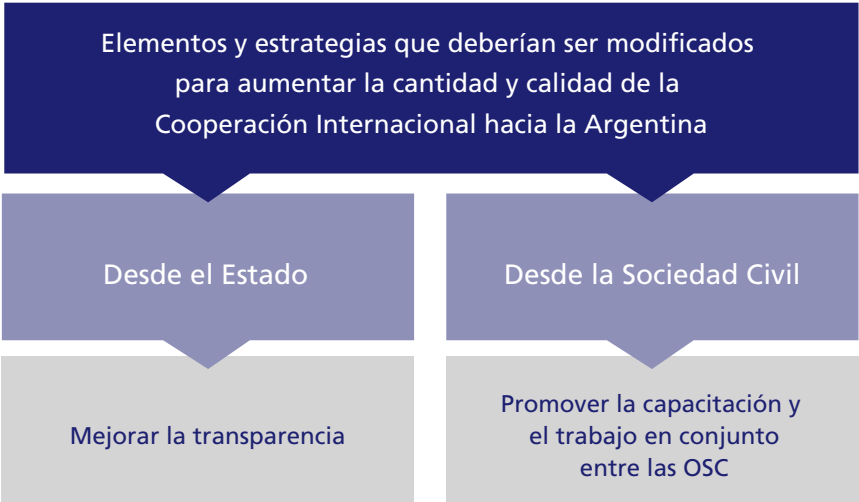 Elementos y estrategias que deberían ser modificados
para aumentar la cantidad y calidad de la
Cooperación Internacional hacia la Argentina
Desde el Estado
Desde la Sociedad Civil
Mejorar la transparencia
Promover la capacitación y
el trabajo en conjunto
entre las OSC